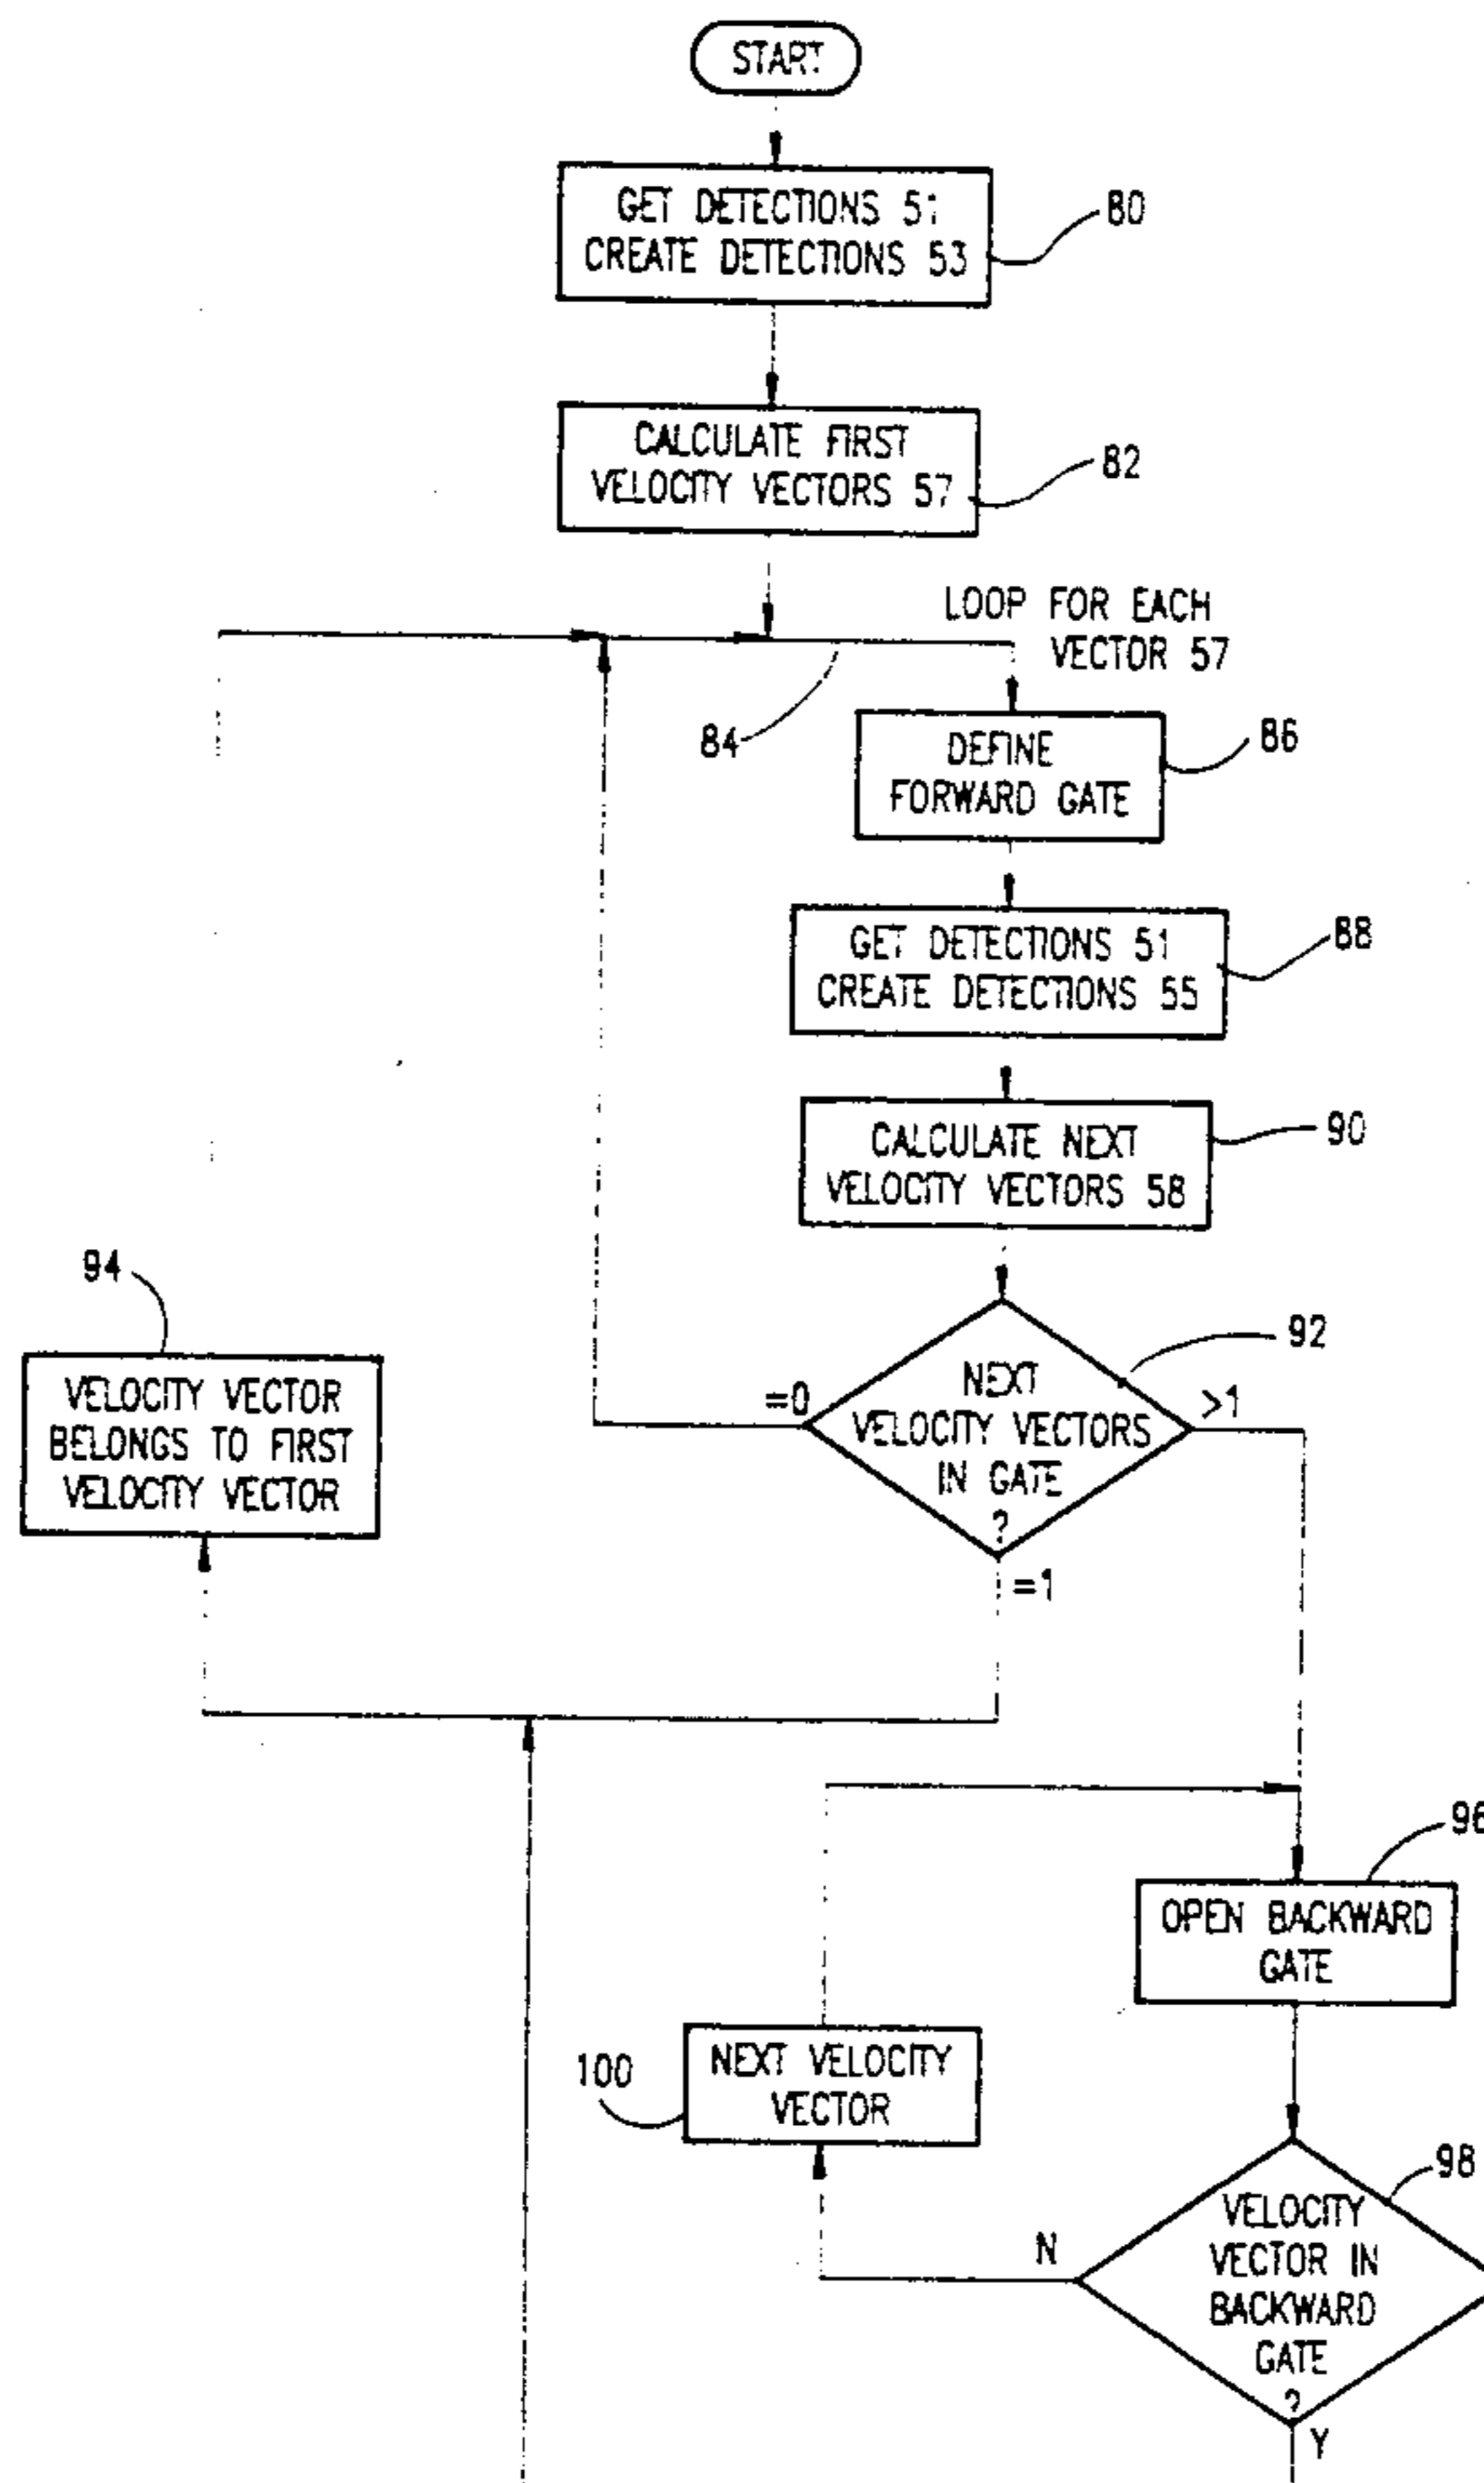 START
GET DETECTIONS 51
CREATE DETECTIONS 53
80
CALCULATE FIRST
VELOCITY VECTORS 57
82
LOOP FOR EACH
VECTOR 57
84
DEFINE
FORWARD GATE
86
GET DETECTIONS 51
CREATE DETECTIONS 55
88
CALCULATE NEXT
VELOCITY VECTORS 58
90
94
VELOCITY VECTOR
BELONGS TO FIRST
VELOCITY VECTOR
92
=0
NEXT
VELOCITY VECTORS
IN GATE
?
>1
=1
96
OPEN BACKWARD
GATE
100
NEXT VELOCITY
VECTOR
98
N
VELOCITY
VECTOR IN
BACKWARD
GATE
?
Y